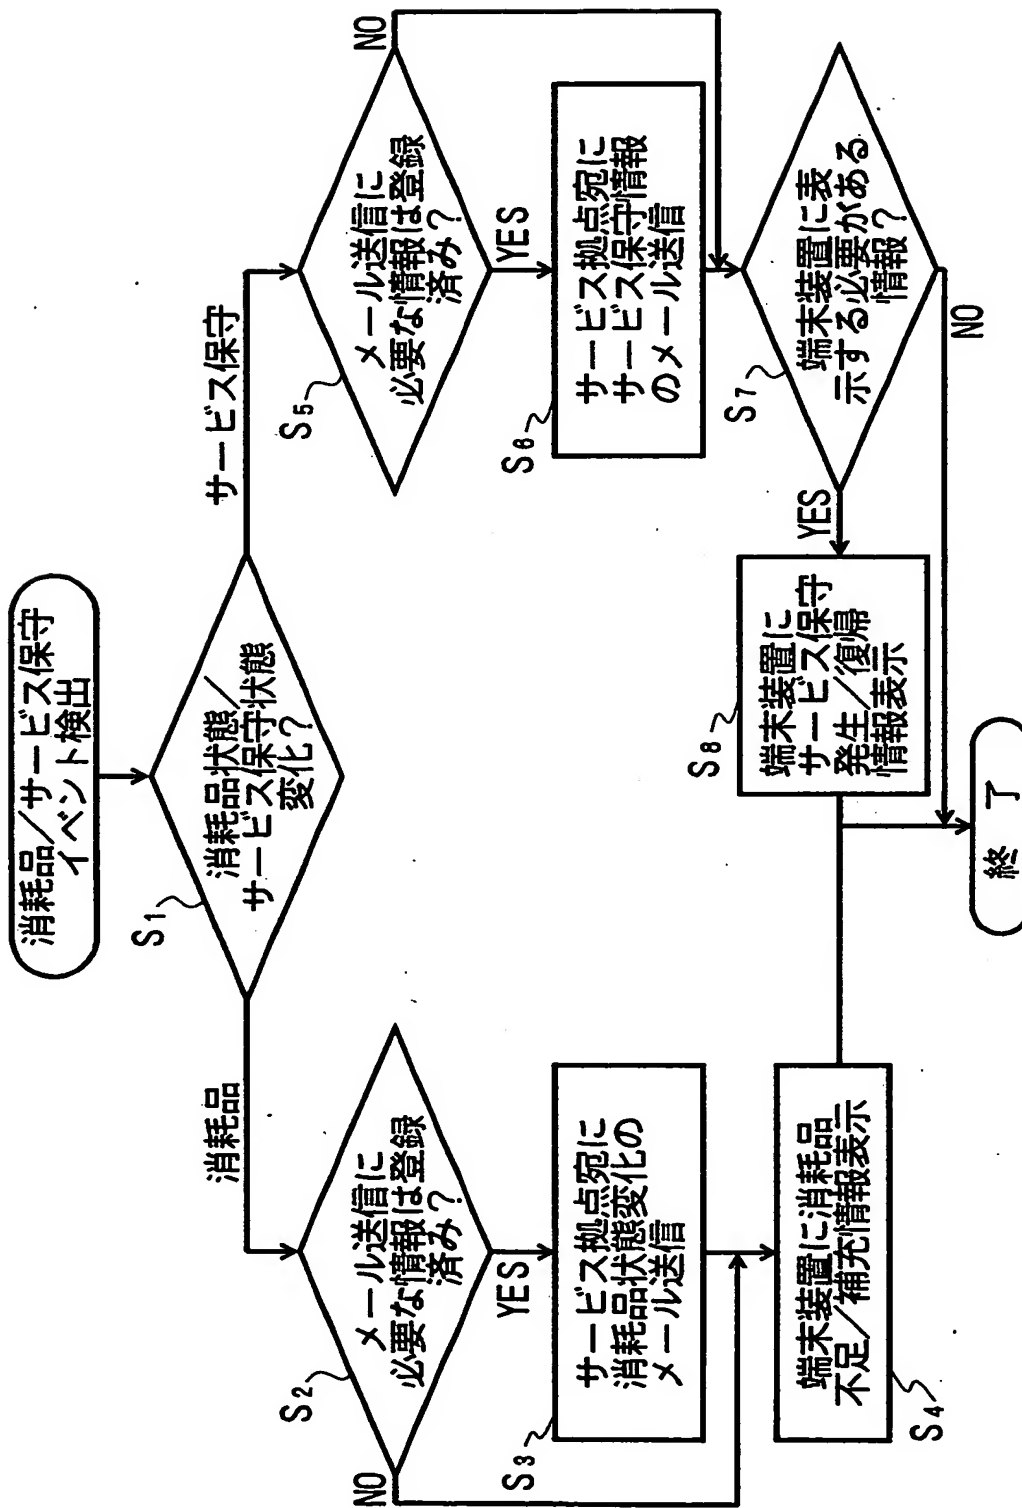 消耗品／サービス保守
イベント検出
S1
消耗品状態／
サービス保守状態
変化？
消耗品
サービス保守
S2
メール送信に
必要な情報は登録
済み？
NO
YES
S3
サービス拠点宛に
消耗品状態変化の
メール送信
S4
端末装置に消耗品
不足／補充情報表示
S5
メール送信に
必要な情報は登録
済み？
NO
YES
S6
サービス拠点宛に
サービス保守情報
のメール送信
S7
端末装置に表
示する必要がある
情報？
YES
NO
S8
端末装置に
サービス保守
発生／復帰
情報表示
終 了